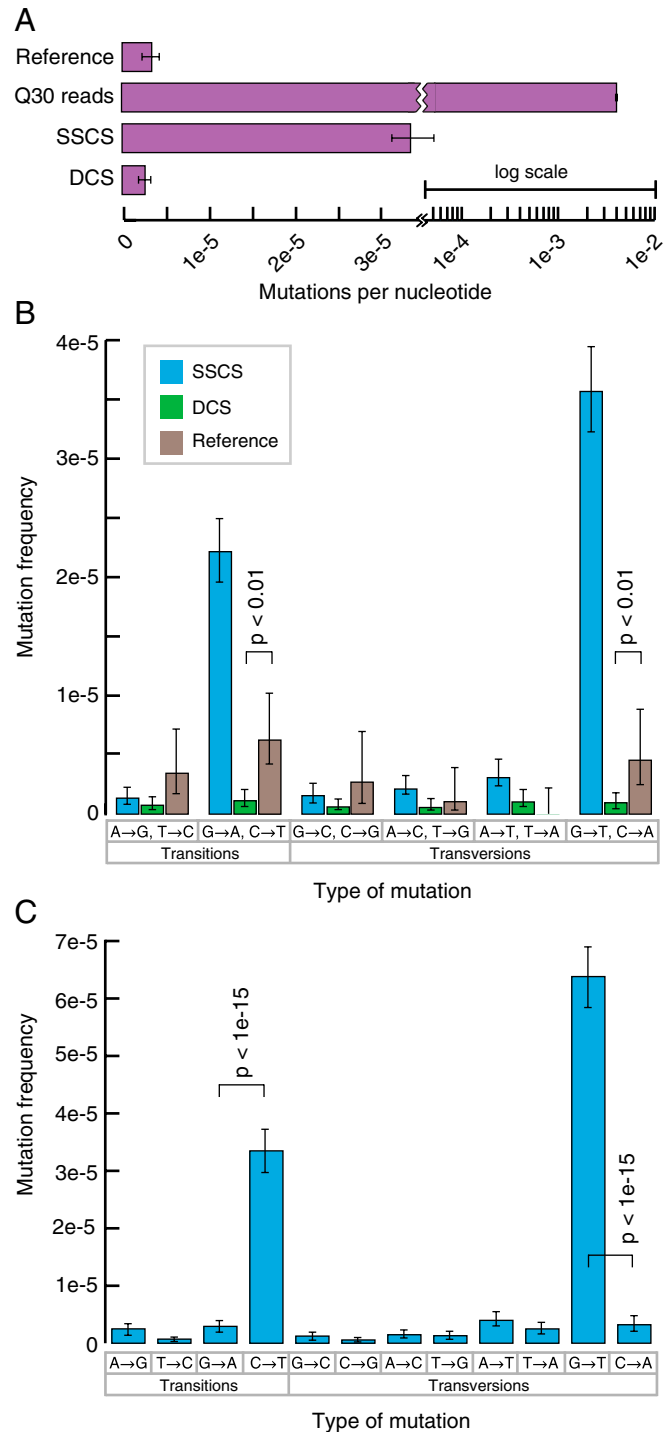 A
Reference
Q30 reads
SSCS
DCS
log scale
0 1e-5 2e-5 3e-5 1e-4 1e-3 1e-2
Mutations per nucleotide
B
4e-5
3e-5
2e-5
1e-5
0
Mutation frequency
SSCS
DCS
Reference
p < 0.01
p < 0.01
A→G, T→C G→A, C→T G→C, C→G A→C, T→G A→T, T→A G→T, C→A
Transitions Transversions
Type of mutation
C
7e-5
6e-5
5e-5
4e-5
3e-5
2e-5
1e-5
0
Mutation frequency
p < 1e-15
p < 1e-15
A→G T→C G→A C→T G→C C→G A→C T→G A→T T→A G→T C→A
Transitions Transversions
Type of mutation